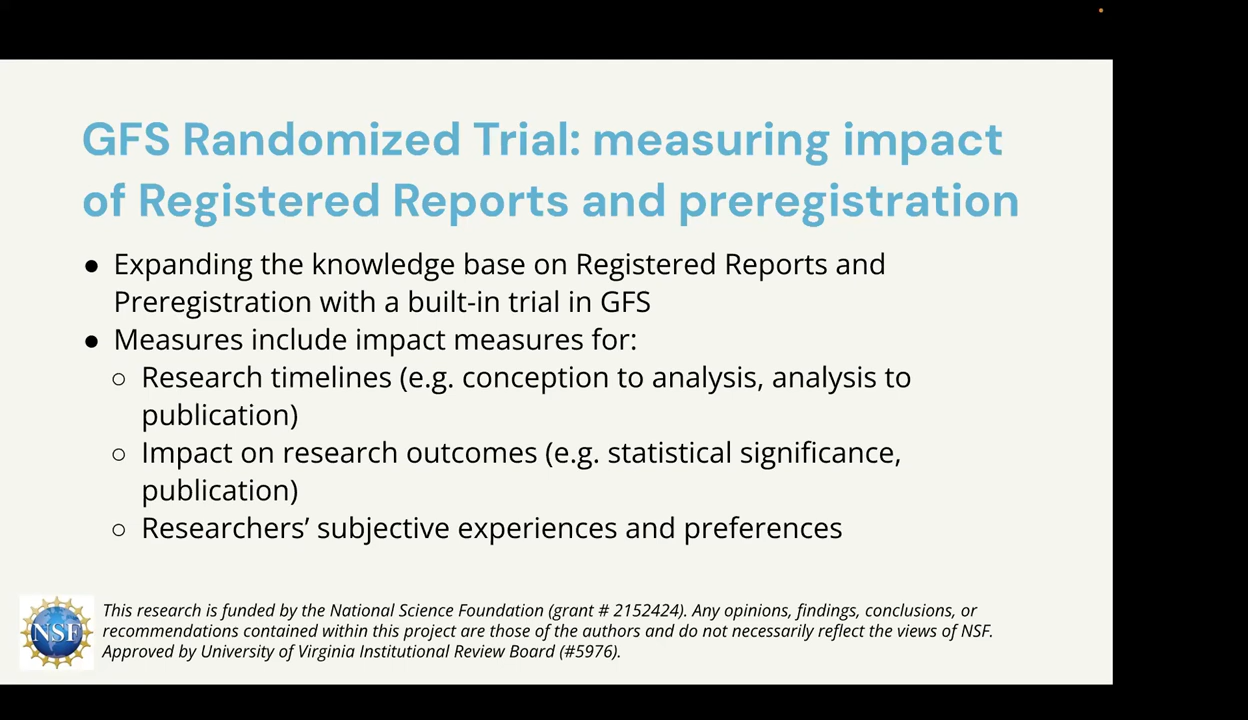 GFS Randomized Trial: measuring impact
of Registered Reports and preregistration
● Expanding the knowledge base on Registered Reports and
Preregistration with a built-in trial in GFS
● Measures include impact measures for:
○ Research timelines (e.g. conception to analysis, analysis to
publication)
○ Impact on research outcomes (e.g. statistical significance,
publication)
○ Researchers’ subjective experiences and preferences
NSF
This research is funded by the National Science Foundation (grant # 2152424). Any opinions, findings, conclusions, or
recommendations contained within this project are those of the authors and do not necessarily reflect the views of NSF.
Approved by University of Virginia Institutional Review Board (#5976).